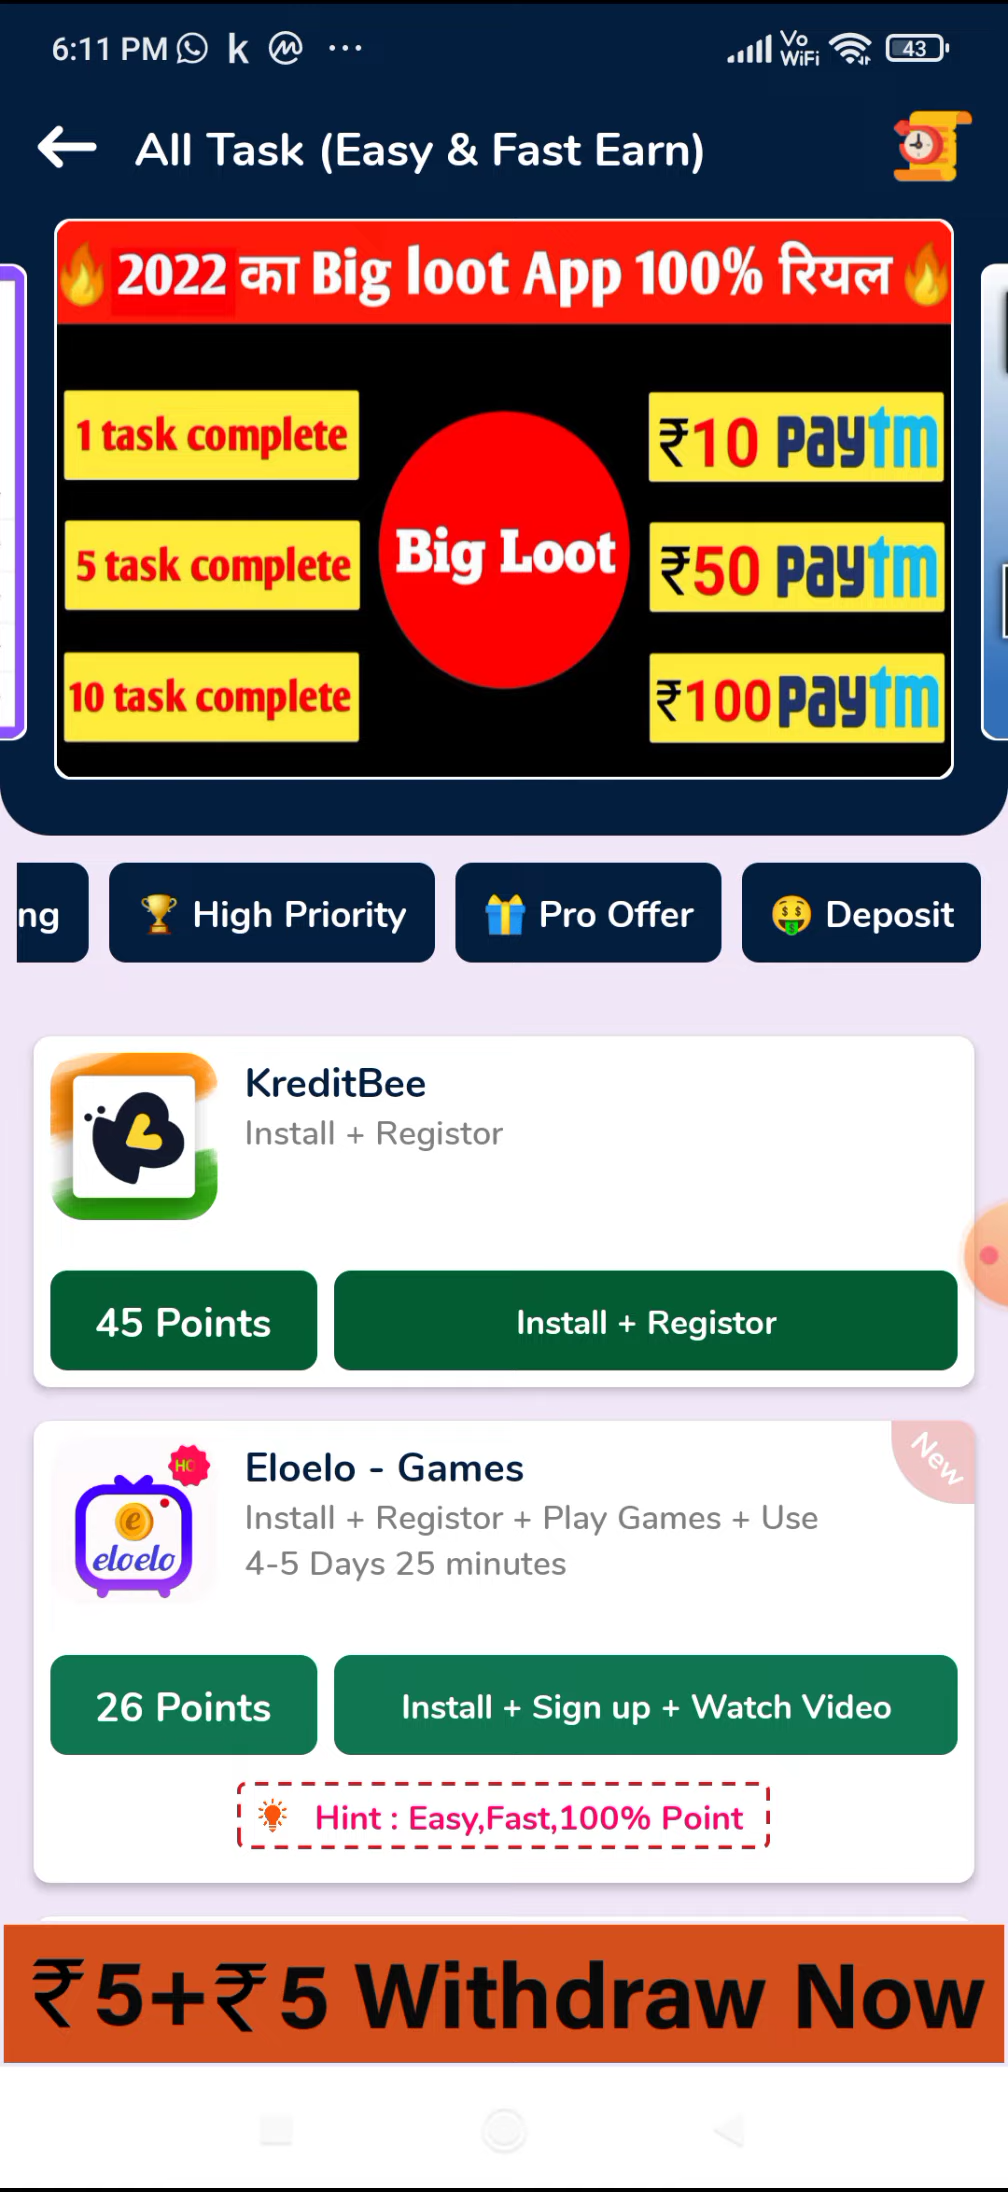 6:11 PM
Vo
WiFi
43
All Task (Easy & Fast Earn)
2022 का Big loot App 100% रियल
1 task complete
₹10 paytm
Big Loot
5 task complete
₹50 paytm
10 task complete
₹100 paytm
ng
High Priority
Pro Offer
Deposit
KreditBee
Install + Registor
45 Points
Install + Registor
New
Eloelo - Games
eloelo
Install + Registor + Play Games + Use
4-5 Days 25 minutes
26 Points
Install + Sign up + Watch Video
Hint : Easy,Fast,100% Point
₹5+₹5 Withdraw Now